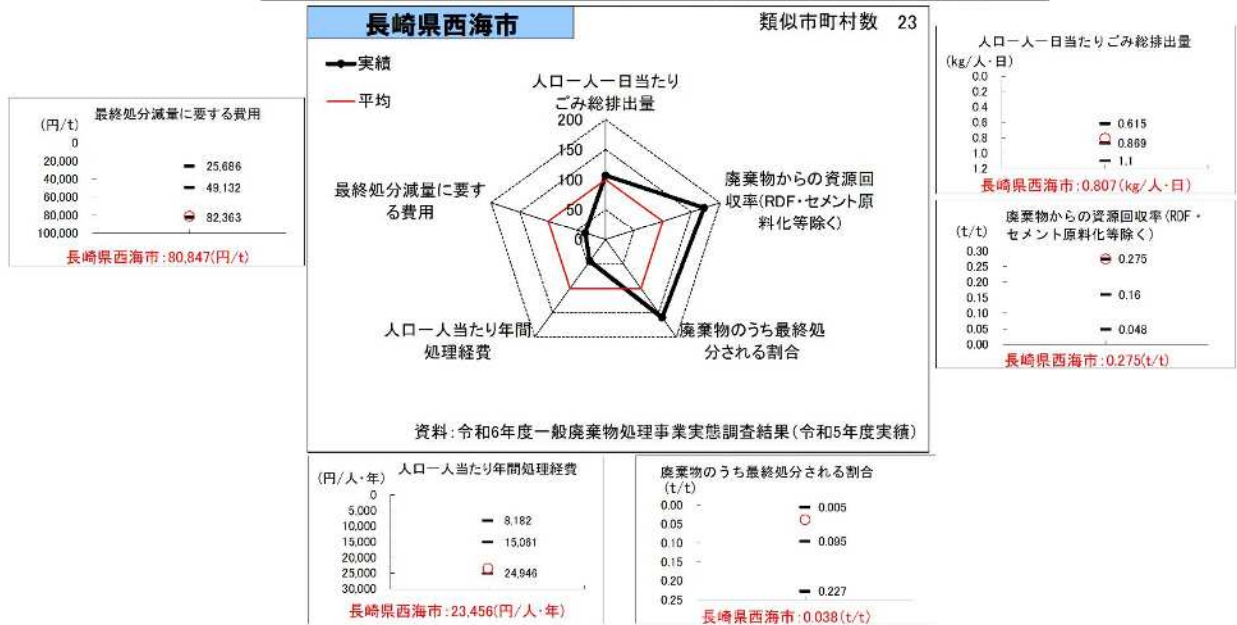 長崎県西海市
類似市町村数 23
実績
平均
人口一人一日当たり
ごみ総排出量
200
150
100
50
0
廃棄物からの資源回
収率(RDF・セメント原
料化等除く)
廃棄物のうち最終処
分される割合
人口一人当たり年間
処理経費
最終処分減量に要す
る費用
資料:令和6年度一般廃棄物処理事業実態調査結果(令和5年度実績)
最終処分減量に要する費用
(円/t)
0
20,000
40,000
60,000
80,000
100,000
25,686
49,132
82,363
長崎県西海市:80,847(円/t)
人口一人一日当たりごみ総排出量
(kg/人・日)
0.0
0.2
0.4
0.6
0.8
1.0
1.2
0.615
0.869
1.1
長崎県西海市:0.807(kg/人・日)
廃棄物からの資源回収率(RDF・
セメント原料化等除く)
(t/t)
0.30
0.25
0.20
0.15
0.10
0.05
0.00
0.275
0.16
0.048
長崎県西海市:0.275(t/t)
人口一人当たり年間処理経費
(円/人・年)
0
5,000
10,000
15,000
20,000
25,000
30,000
8,182
15,081
24,946
長崎県西海市:23,456(円/人・年)
廃棄物のうち最終処分される割合
(t/t)
0.00
0.05
0.10
0.15
0.20
0.25
0.005
0.095
0.227
長崎県西海市:0.038(t/t)